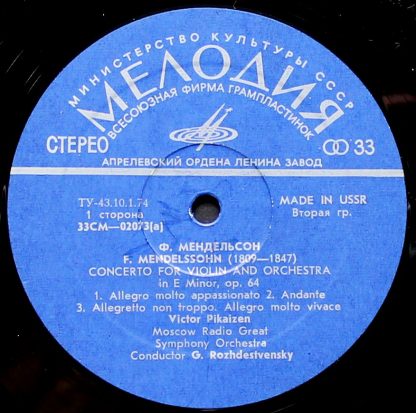 МИНИСТЕРСТВО КУЛЬТУРЫ СССР
МЕЛОДИЯ
ВСЕСОЮЗНАЯ ФИРМА ГРАМПЛАСТИНОК
СТЕРЕО 33
АПРЕЛЕВСКИЙ ОРДЕНА ЛЕНИНА ЗАВОД
ТУ-43.10.1.74 MADE IN USSR
1 сторона Вторая гр.
33СМ—02073(а)
Ф. МЕНДЕЛЬСОН
F. MENDELSSOHN (1809—1847)
CONCERTO FOR VIOLIN AND ORCHESTRA
in E Minor, op. 64
1. Allegro molto appassionato 2. Andante
3. Allegretto non troppo. Allegro molto vivace
Victor Pikaizen
Moscow Radio Great
Symphony Orchestra
Conductor G. Rozhdestvensky